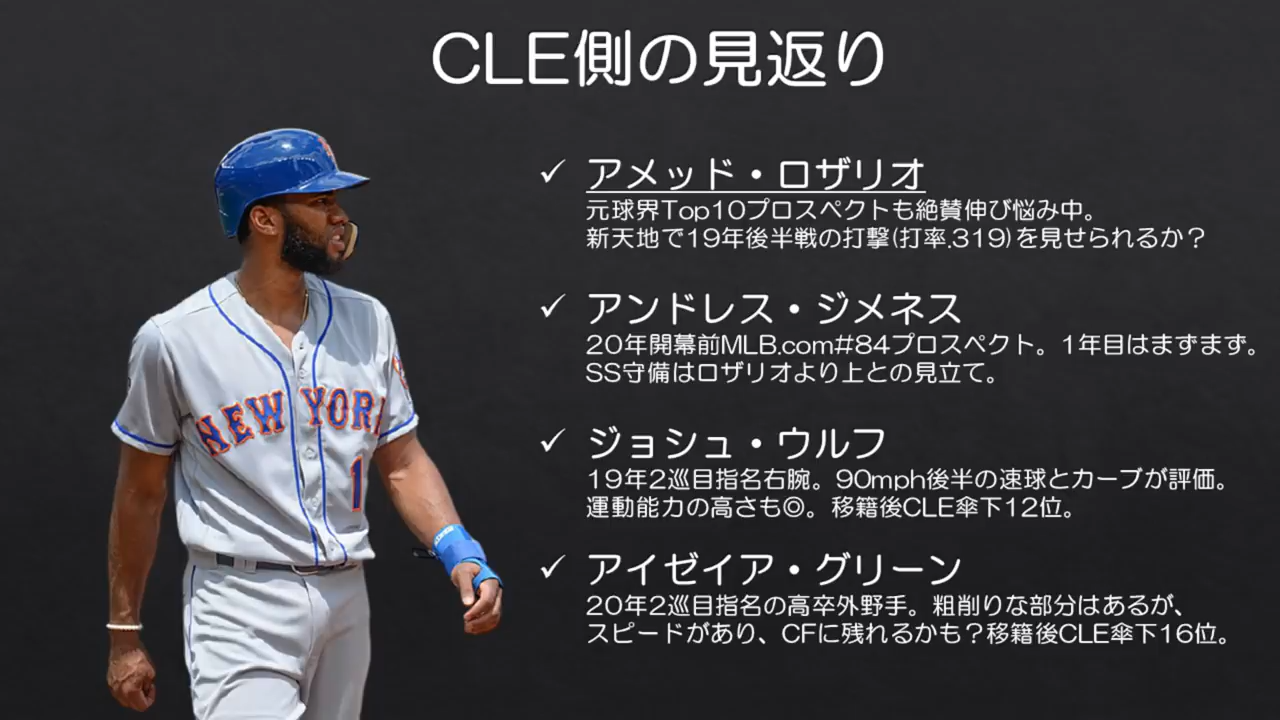 CLE側の見返り
✓ アメッド・ロザリオ
元球界Top10プロスペクトも絶賛伸び悩み中。
新天地で19年後半戦の打撃(打率.319)を見せられるか？
✓ アンドレス・ジメネス
20年開幕前MLB.com#84プロスペクト。1年目はまずまず。
SS守備はロザリオより上との見立て。
✓ ジョシュ・ウルフ
19年2巡目指名右腕。90mph後半の速球とカーブが評価。
運動能力の高さも◎。移籍後CLE傘下12位。
✓ アイゼイア・グリーン
20年2巡目指名の高卒外野手。粗削りな部分はあるが、
スピードがあり、CFに残れるかも？移籍後CLE傘下16位。
NEW YORK
1